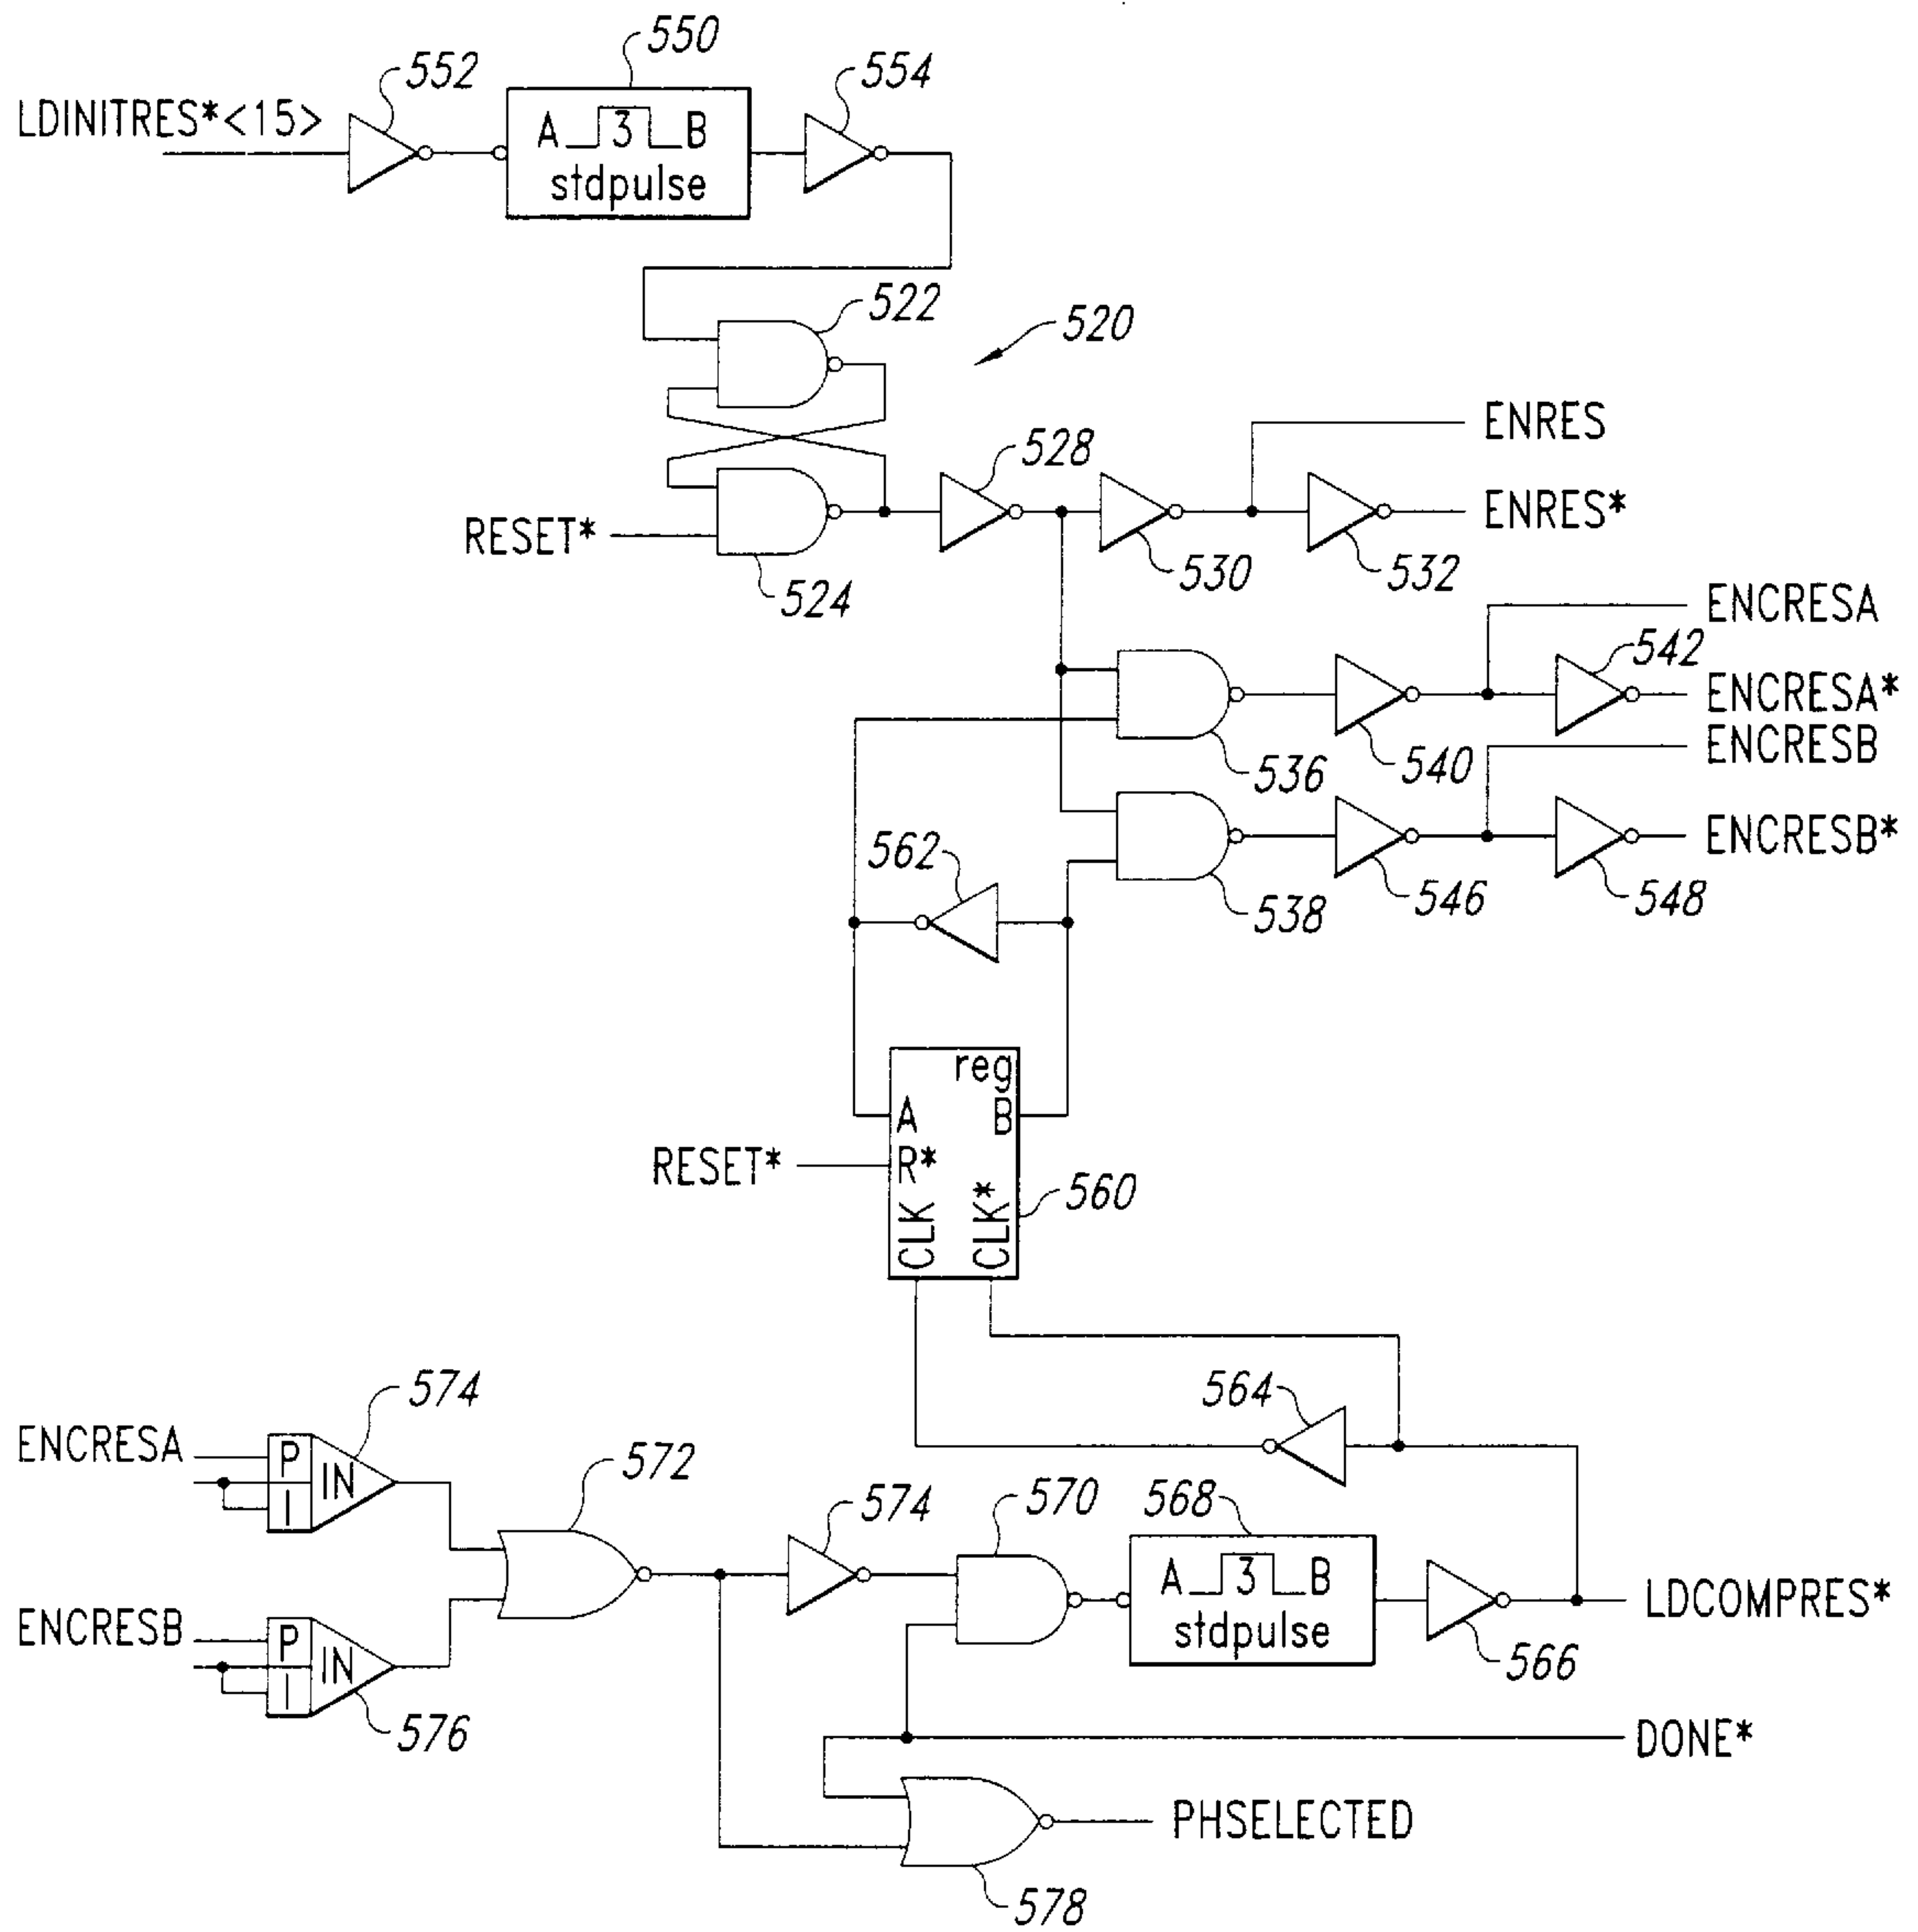 550
552
554
LDINITRES*<15>
A 3 B
stdpulse
522
520
ENRES
528
ENRES*
RESET*
530
532
524
ENCRESA
542
ENCRESA*
ENCRESB
536
540
562
ENCRESB*
538
546
548
reg
A
B
RESET*
R*
560
CLK
CLK*
574
564
ENCRESA
P
IN
I
572
574
570
568
A 3 B
stdpulse
LDCOMPRES*
ENCRESB
P
IN
I
566
576
DONE*
PHSELECTED
578